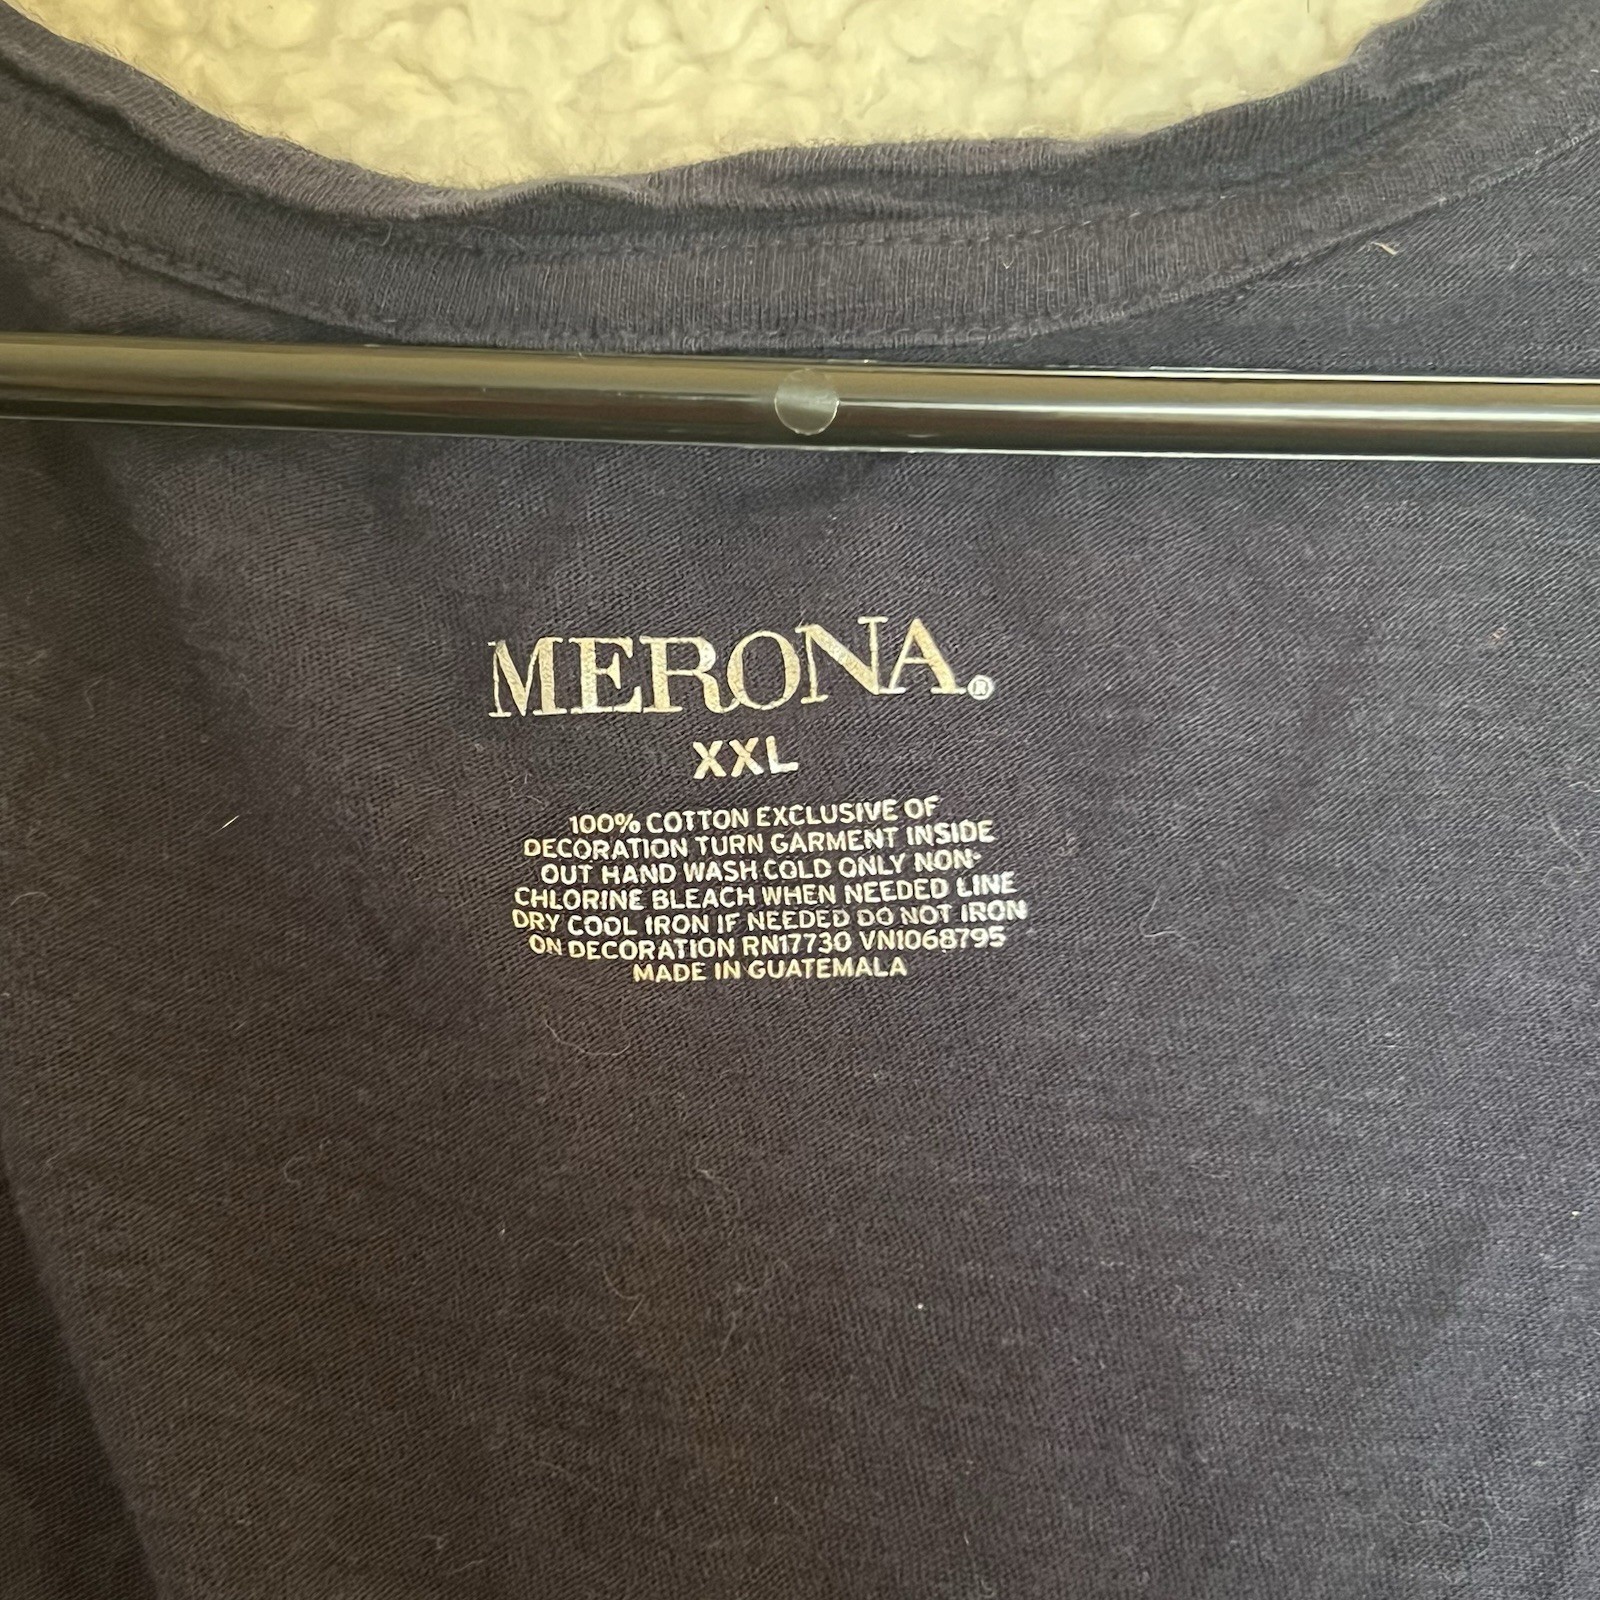 MERONA®
XXL
100% COTTON EXCLUSIVE OF
DECORATION TURN GARMENT INSIDE
OUT HAND WASH COLD ONLY NON-
CHLORINE BLEACH WHEN NEEDED LINE
DRY COOL IRON IF NEEDED DO NOT IRON
ON DECORATION RN17730 VN1068795
MADE IN GUATEMALA